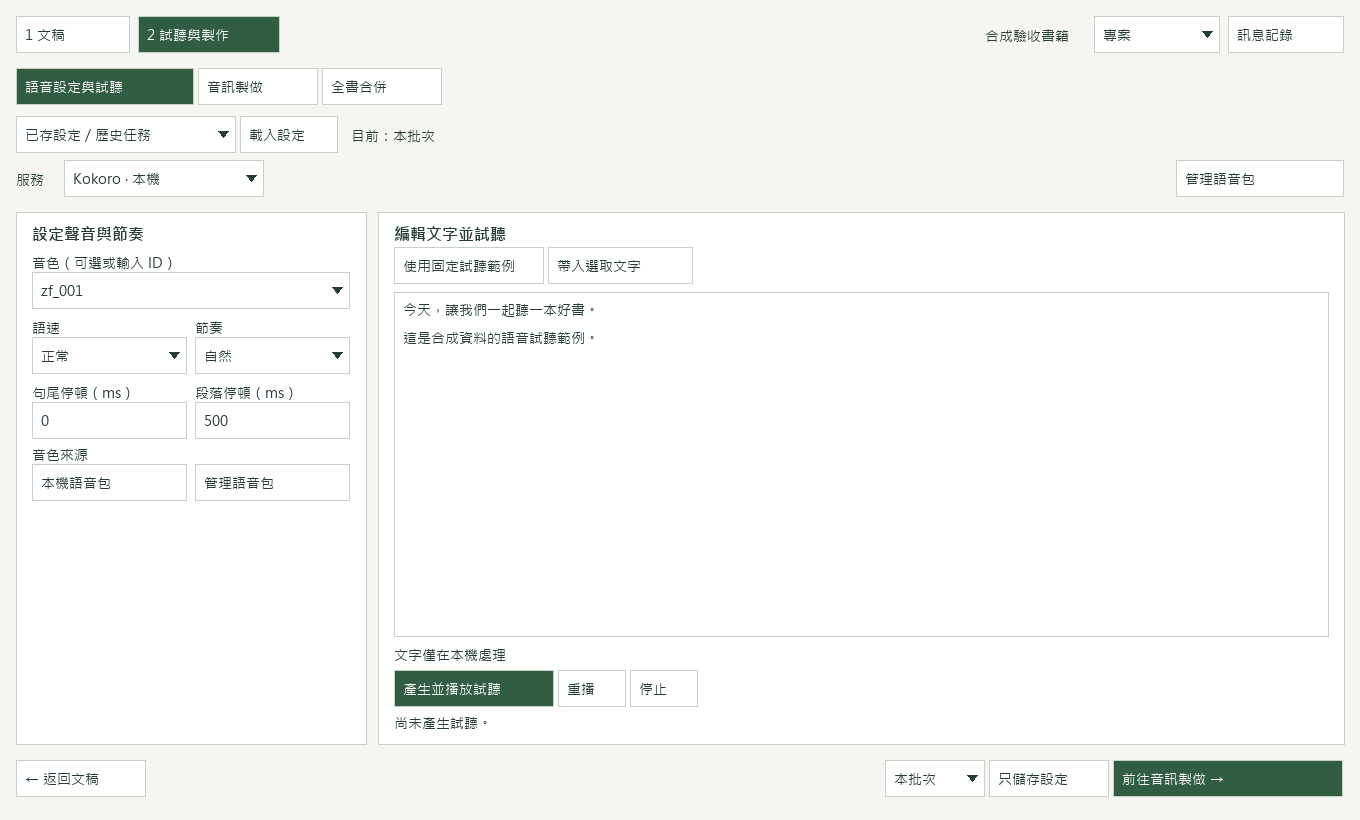 1 文稿
2 試聽與製作
合成驗收書籍
專案
訊息記錄
語音設定與試聽
音訊製做
全書合併
已存設定 / 歷史任務
載入設定
目前：本批次
服務
Kokoro · 本機
管理語音包
設定聲音與節奏
音色（可選或輸入 ID）
zf_001
語速
節奏
正常
自然
句尾停頓（ms）
段落停頓（ms）
0
500
音色來源
本機語音包
管理語音包
編輯文字並試聽
使用固定試聽範例
帶入選取文字
今天，讓我們一起聽一本好書。
這是合成資料的語音試聽範例。
文字僅在本機處理
產生並播放試聽
重播
停止
尚未產生試聽。
← 返回文稿
本批次
只儲存設定
前往音訊製做 →